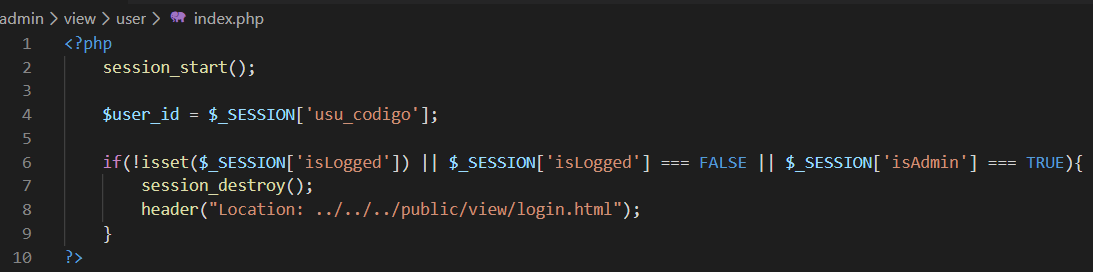 admin > view > user > index.php
1 <?php
2 session_start();
3
4 $user_id = $_SESSION['usu_codigo'];
5
6 if(!isset($_SESSION['isLogged']) || $_SESSION['isLogged'] === FALSE || $_SESSION['isAdmin'] === TRUE){
7 session_destroy();
8 header("Location: ../../../public/view/login.html");
9 }
10 ?>